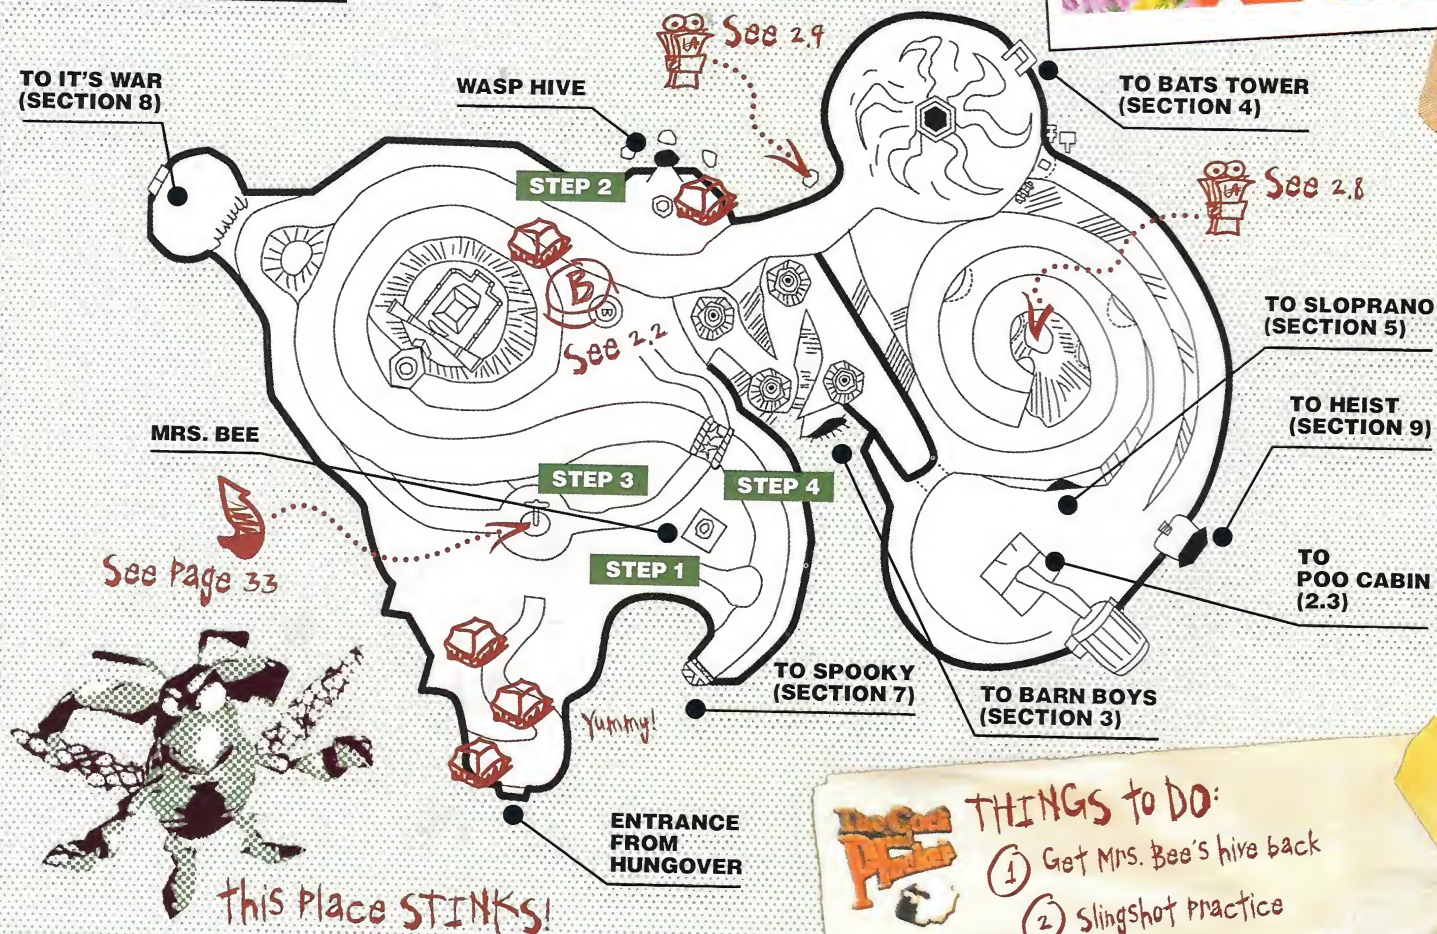 See 2.9
TO IT'S WAR
(SECTION 8)
WASP HIVE
TO BATS TOWER
(SECTION 4)
STEP 2
See 2.8
B
B
See 2.2
TO SLOPRANO
(SECTION 5)
TO HEIST
(SECTION 9)
MRS. BEE
STEP 3
STEP 4
See Page 33
STEP 1
TO
POO CABIN
(2.3)
TO SPOOKY
(SECTION 7)
TO BARN BOYS
(SECTION 3)
Yummy!
ENTRANCE
FROM
HUNGOVER
This Place STINKS!
THINGS to DO:
1 Get Mrs. Bee's hive back
2 Slingshot Practice